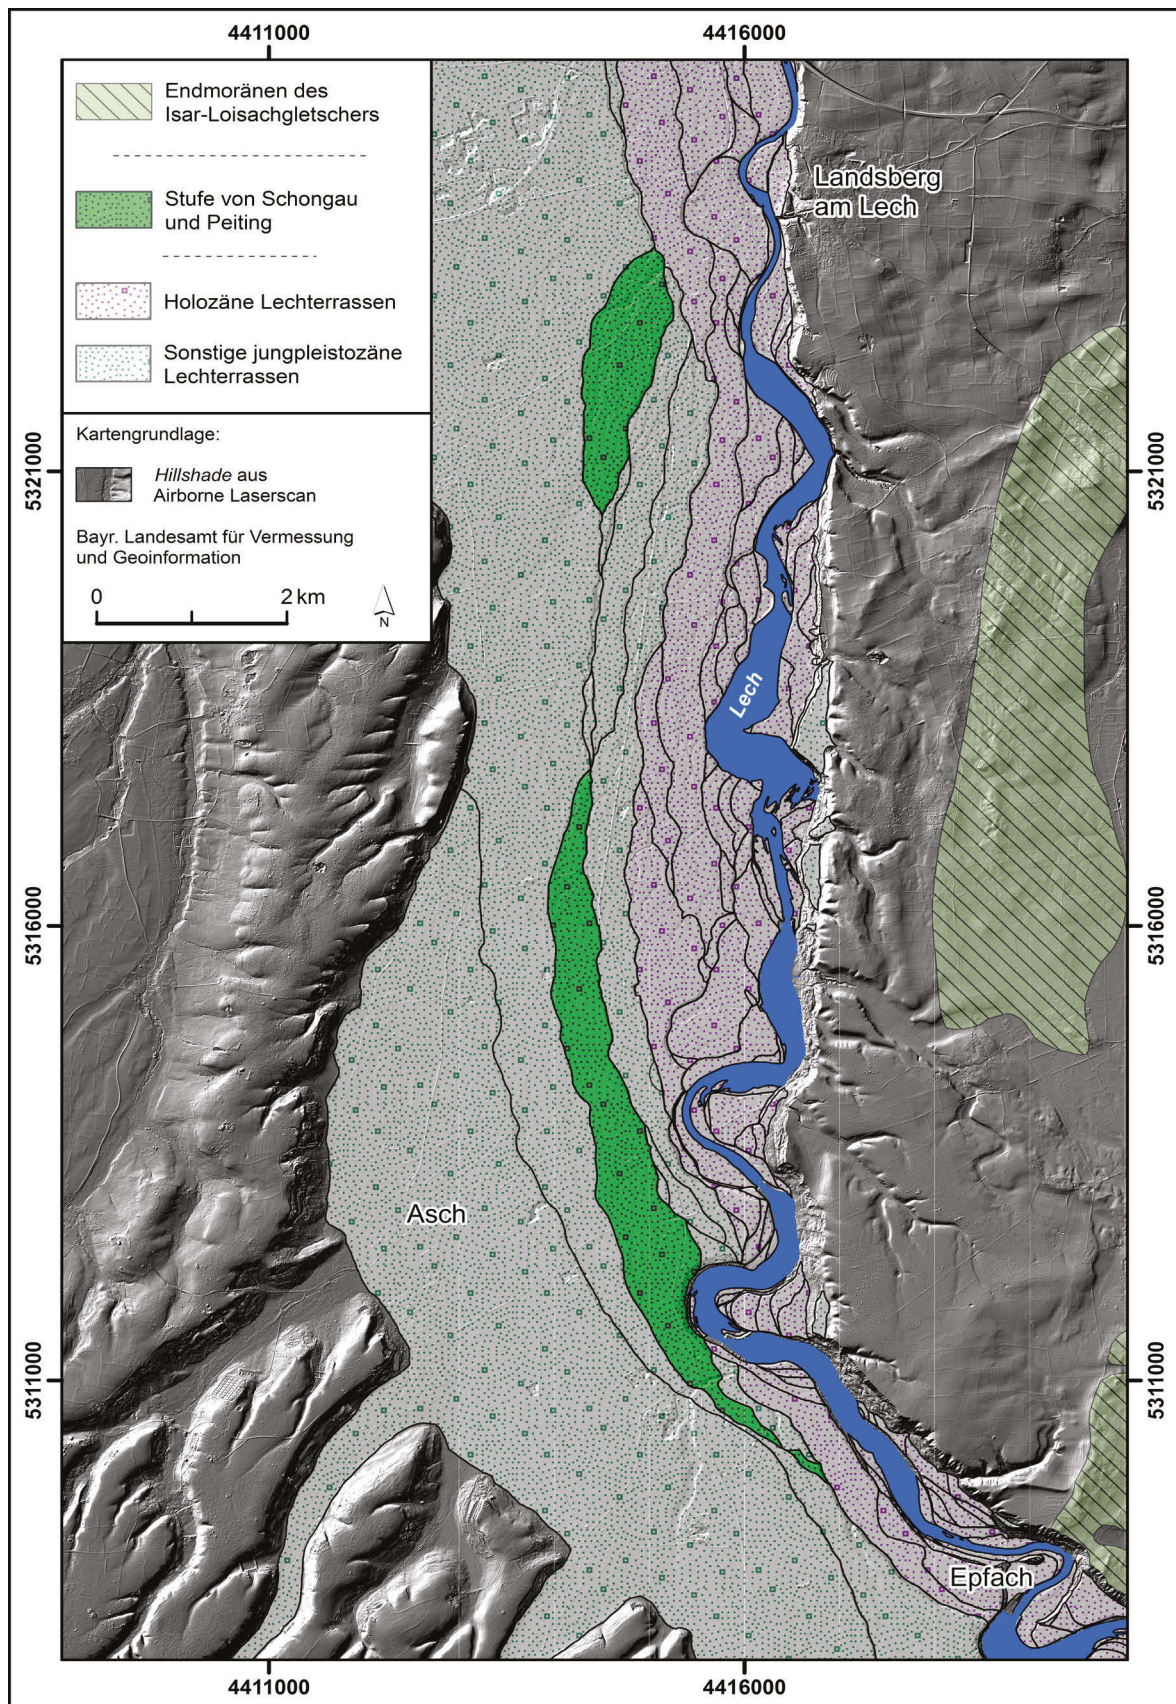 4411000
4416000
Endmoränen des
Isar-Loisachgletschers
Stufe von Schongau
und Peiting
Holozäne Lechterrassen
Sonstige jungpleistozäne
Lechterrassen
Kartengrundlage:
Hillshade aus
Airborne Laserscan
Bayr. Landesamt für Vermessung
und Geoinformation
0 2 km
N
Landsberg
am Lech
5321000
5321000
Lech
5316000
5316000
Asch
5311000
5311000
Epfach
4411000
4416000